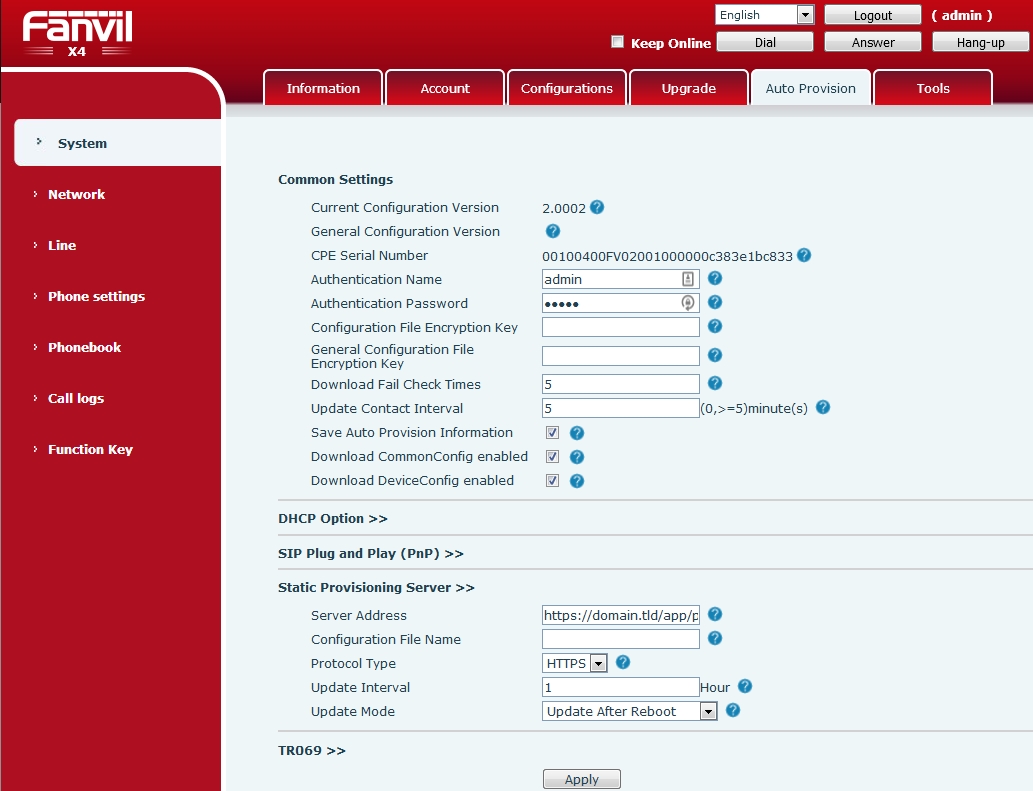 Fanvil
X4
English
Logout
( admin )
Keep Online
Dial
Answer
Hang-up
Information
Account
Configurations
Upgrade
Auto Provision
Tools
› System
› Network
› Line
› Phone settings
› Phonebook
› Call logs
› Function Key
Common Settings
Current Configuration Version 2.0002 ?
General Configuration Version ?
CPE Serial Number 00100400FV02001000000c383e1bc833 ?
Authentication Name admin ?
Authentication Password ••••• ?
Configuration File Encryption Key ?
General Configuration File
Encryption Key ?
Download Fail Check Times 5 ?
Update Contact Interval 5 (0,>=5)minute(s) ?
Save Auto Provision Information ?
Download CommonConfig enabled ?
Download DeviceConfig enabled ?
DHCP Option >>
SIP Plug and Play (PnP) >>
Static Provisioning Server >>
Server Address https://domain.tld/app/p ?
Configuration File Name ?
Protocol Type HTTPS ?
Update Interval 1 Hour ?
Update Mode Update After Reboot ?
TR069 >>
Apply